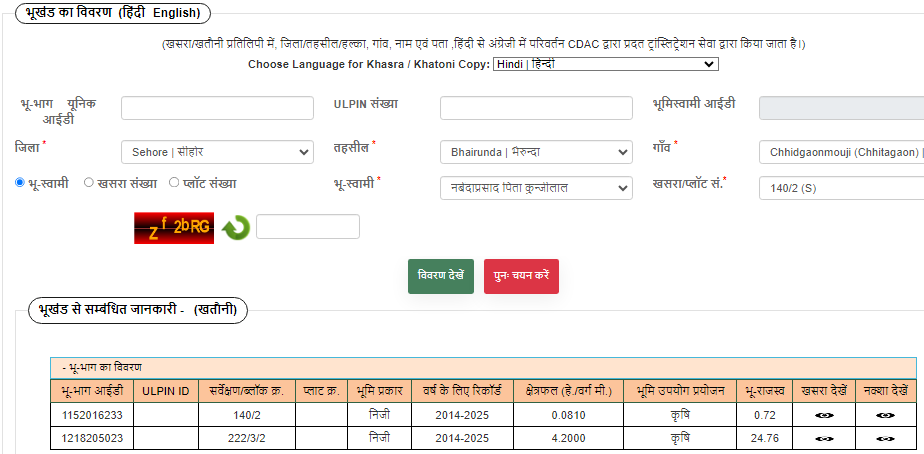 भूखंड का विवरण (हिंदी English)
(खसरा/खतौनी प्रतिलिपी में, जिला/तहसील/हल्का, गांव, नाम एवं पता ,हिंदी से अंग्रेजी में परिवर्तन CDAC द्वारा प्रदत ट्रांस्लिट्रेशन सेवा द्वारा किया जाता है।)
Choose Language for Khasra / Khatoni Copy: Hindi | हिन्दी
भू-भाग यूनिक आईडी ULPIN संख्या भूमिस्वामी आईडी
जिला * Sehore | सीहोर तहसील * Bhairunda | भैरुन्दा गाँव * Chhidgaonmouji (Chhitagaon) |
भू-स्वामी खसरा संख्या प्लॉट संख्या भू-स्वामी * नर्बदाप्रसाद पिता कुन्जीलाल खसरा/प्लॉट सं.* 140/2 (S)
z f 2bRG
विवरण देखें पुनः चयन करें
भूखंड से सम्बंधित जानकारी - (खतौनी)
- भू-भाग का विवरण
भू-भाग आईडी ULPIN ID सर्वेक्षण/ब्लॉक क्र. प्लाट क्र. भूमि प्रकार वर्ष के लिए रिकॉर्ड क्षेत्रफल (हे./वर्ग मी.) भूमि उपयोग प्रयोजन भू-राजस्व खसरा देखें नक्शा देखें
1152016233 140/2 निजी 2014-2025 0.0810 कृषि 0.72
1218205023 222/3/2 निजी 2014-2025 4.2000 कृषि 24.76